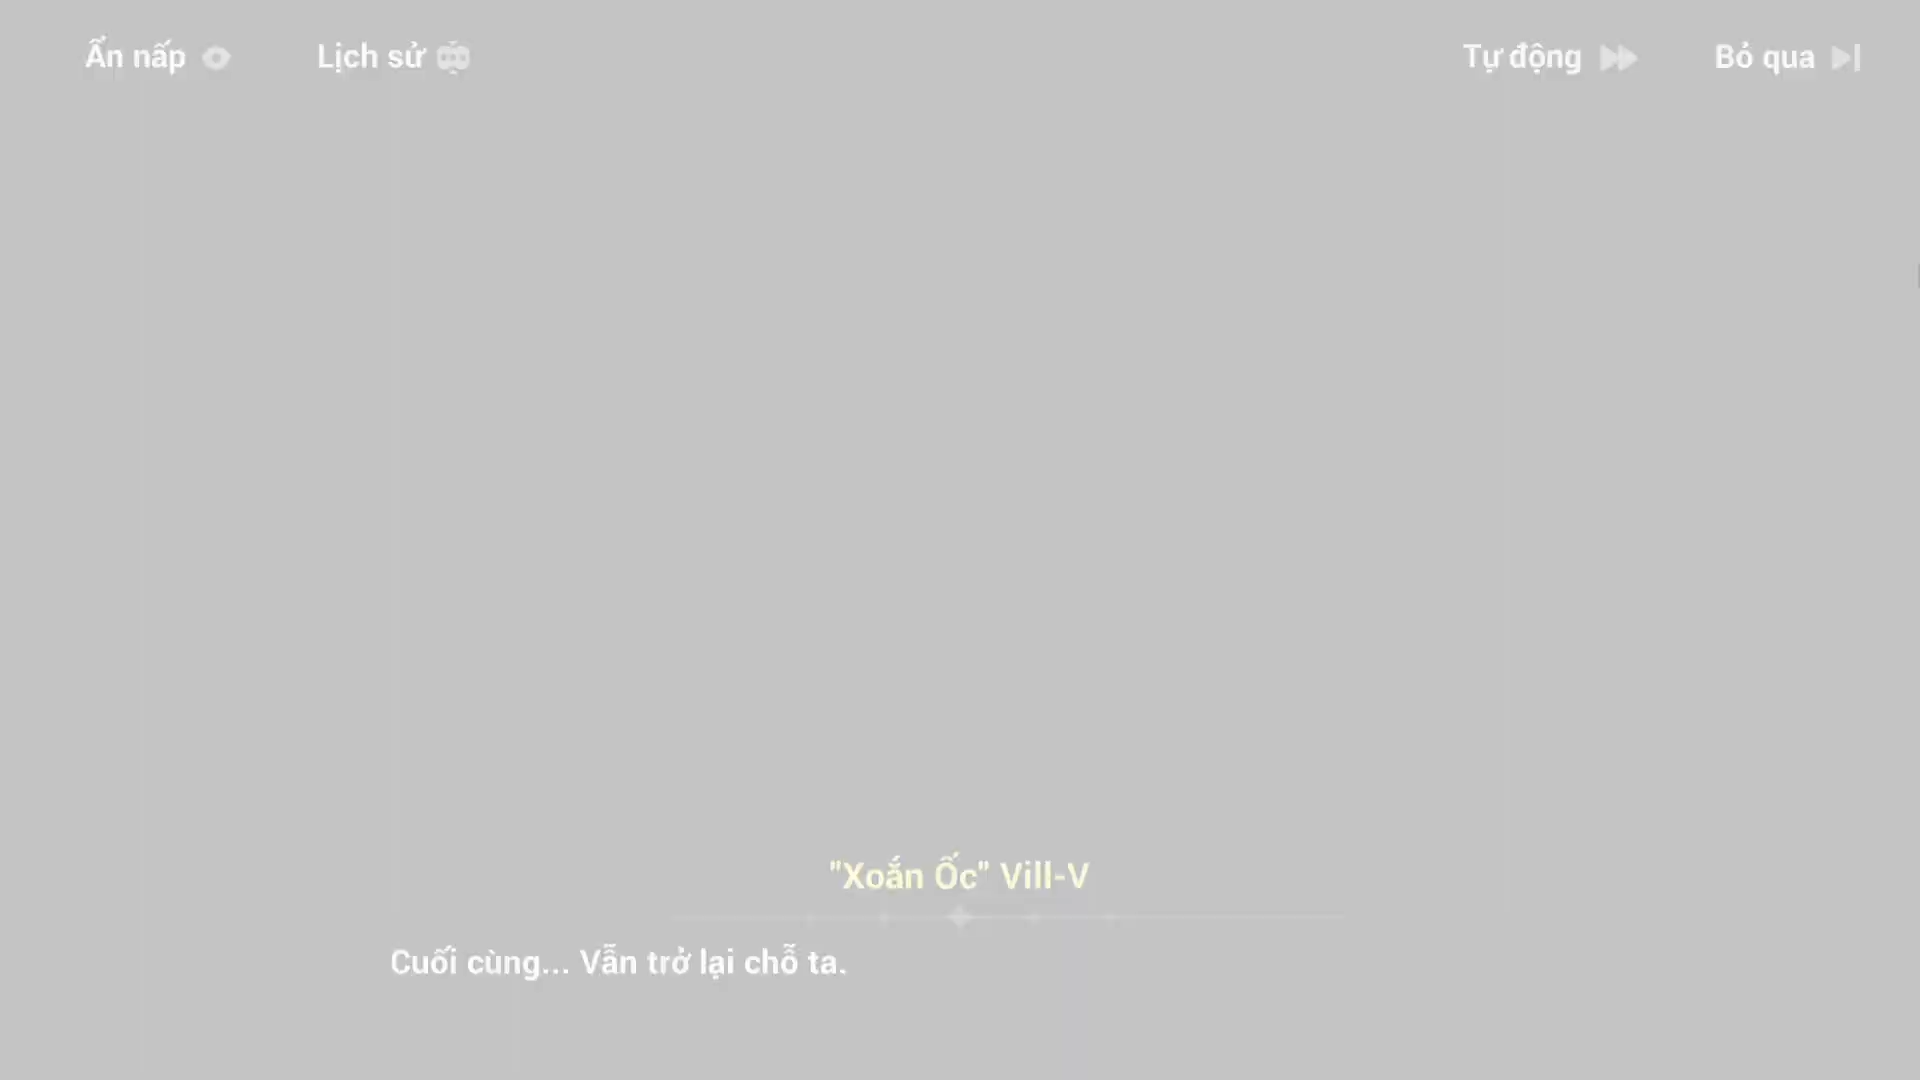 Ẩn nấp
Lịch sử
Tự động
Bỏ qua
"Xoắn Ốc" Vill-V
Cuối cùng... Vẫn trở lại chỗ ta.